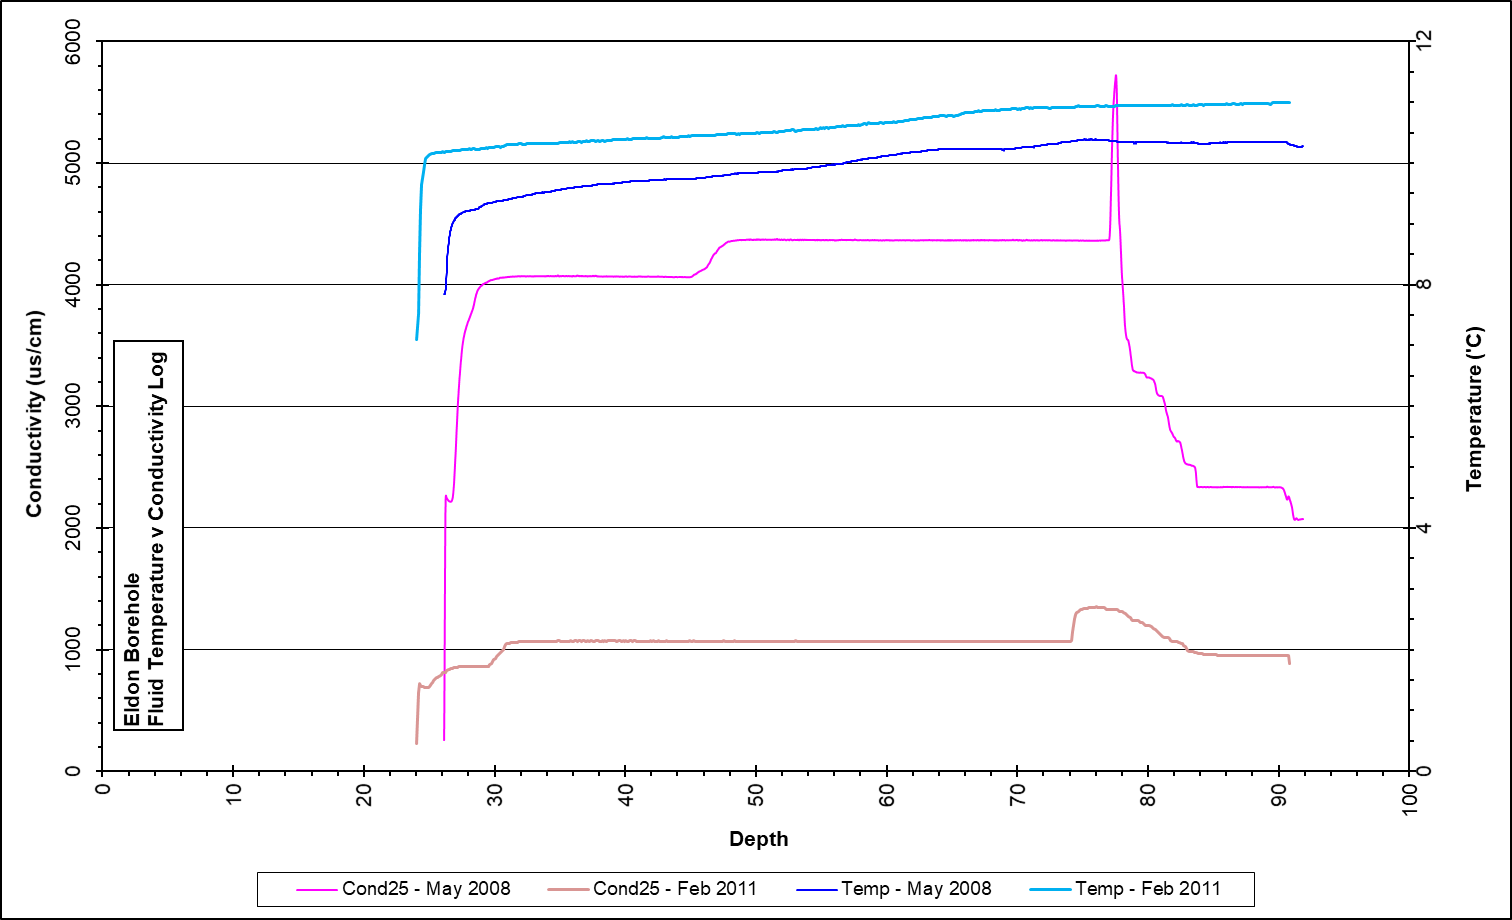 6000
5000
4000
3000
2000
1000
0
Conductivity (us/cm)
Eldon Borehole
Fluid Temperature v Conductivity Log
12
8
4
0
Temperature ('C)
0
10
20
30
40
50
60
70
80
90
100
Depth
Cond25 - May 2008
Cond25 - Feb 2011
Temp - May 2008
Temp - Feb 2011